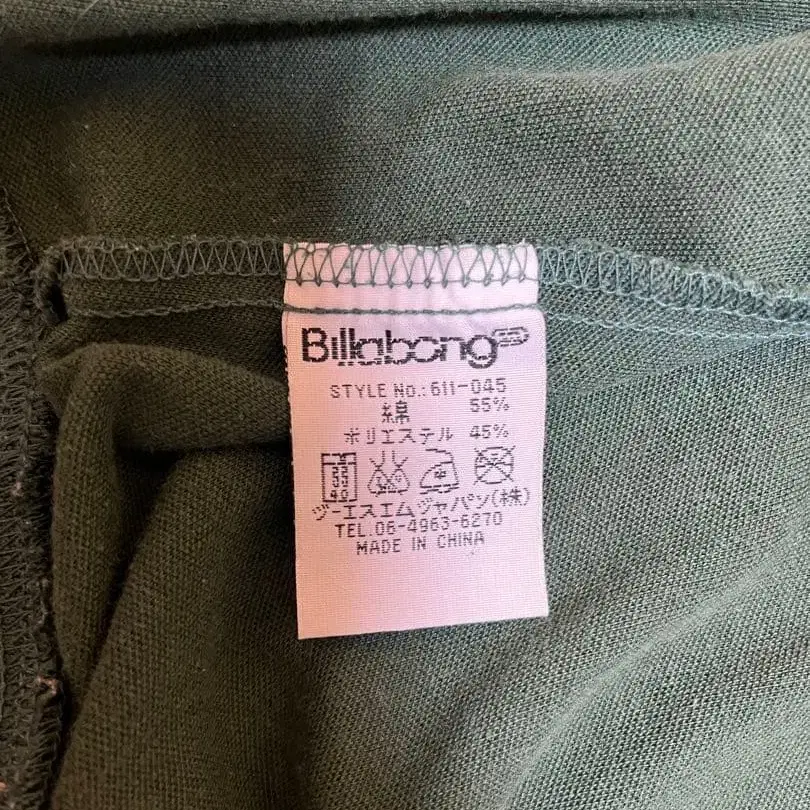 Billabong
STYLE No.:611-045
綿 55%
ポリエステル 45%
40
ジーエスエムジャパン(株)
TEL.06-4963-6270
MADE IN CHINA